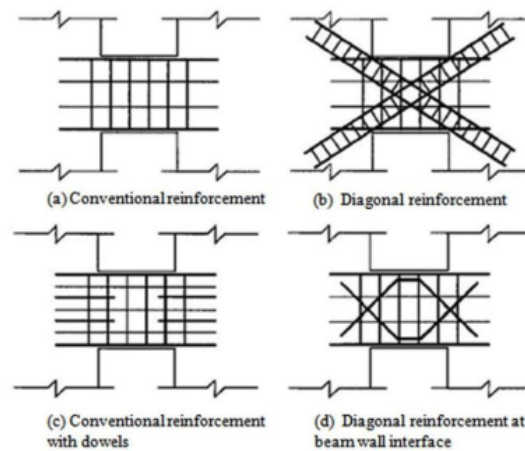 (a) Conventional reinforcement
(b) Diagonal reinforcement
(c) Conventional reinforcement
with dowels
(d) Diagonal reinforcement at
beam wall interface